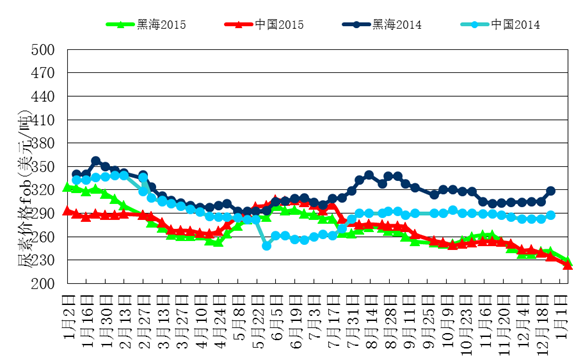 黑海2015
中国2015
黑海2014
中国2014
尿素价格fob(美元/吨)
500
470
440
410
380
350
320
290
260
230
200
1月2日
1月16日
1月30日
2月13日
2月27日
3月13日
3月27日
4月10日
4月24日
5月8日
5月22日
6月5日
6月19日
7月3日
7月17日
7月31日
8月14日
8月28日
9月11日
9月25日
10月9日
10月23日
11月6日
11月20日
12月4日
12月18日
1月1日